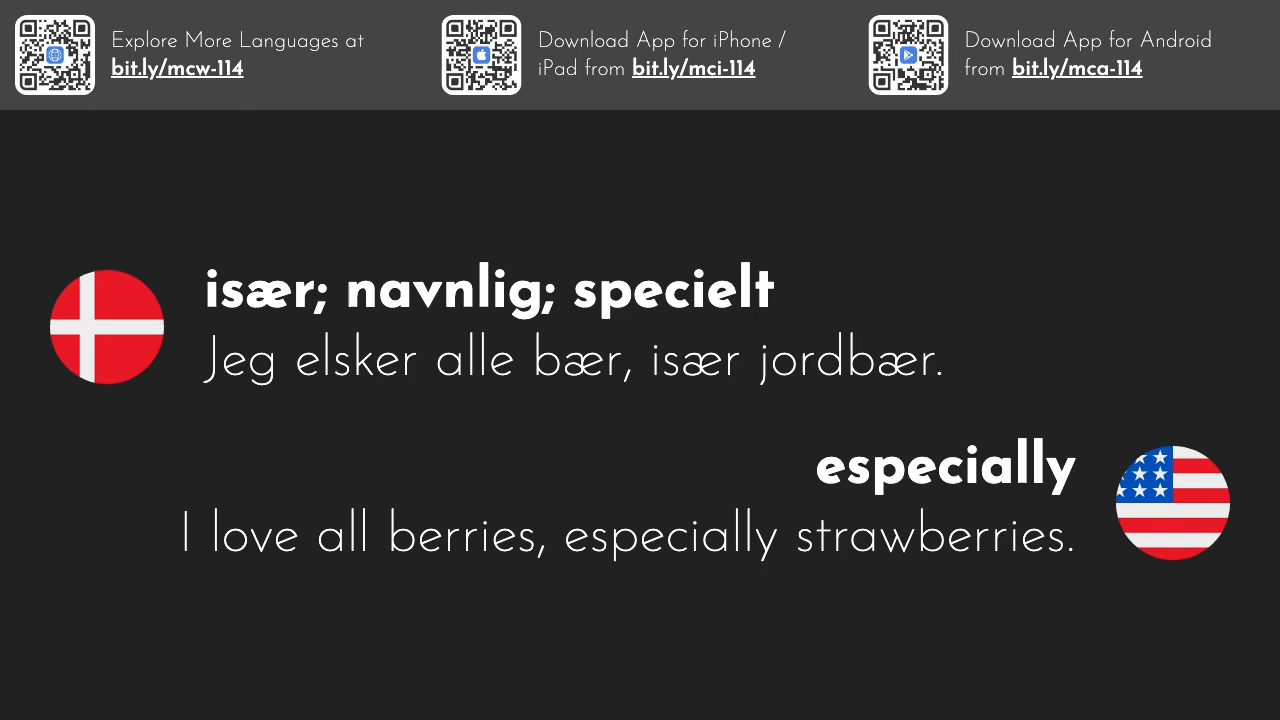 Explore More Languages at
bit.ly/mcw-114
Download App for iPhone /
iPad from bit.ly/mci-114
Download App for Android
from bit.ly/mca-114
især; navnlig; specielt
Jeg elsker alle bær, især jordbær.
especially
I love all berries, especially strawberries.